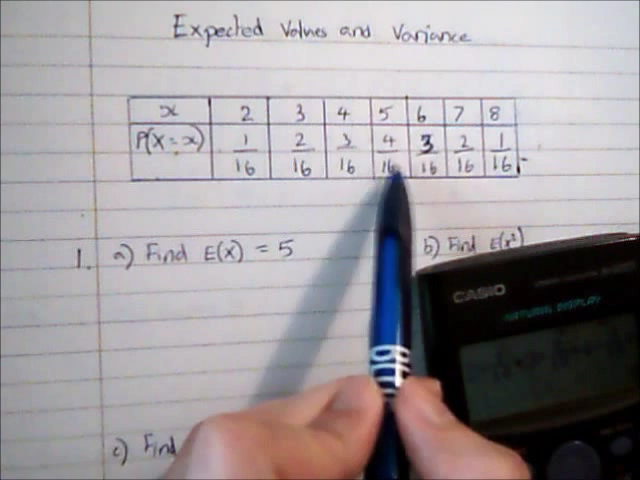 Expected Values and Variance
x 2 3 4 5 6 7 8
P(X=x) 1/16 2/16 3/16 4/16 3/16 2/16 1/16
1. a) Find E(X) = 5 b) Find E(X²)
CASIO
NATURAL DISPLAY
c) Find